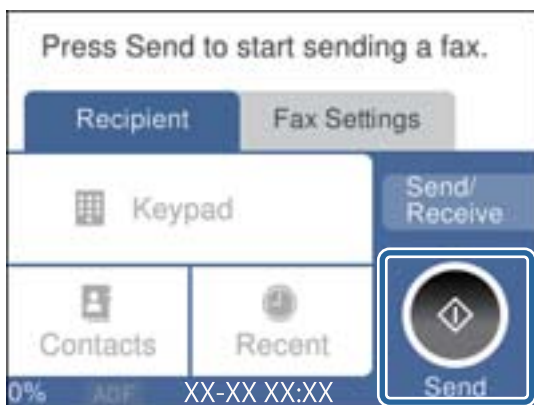 Press Send to start sending a fax.
Recipient
Fax Settings
Keypad
Send/
Receive
Contacts
Recent
Send
0%
ADF
XX-XX XX:XX